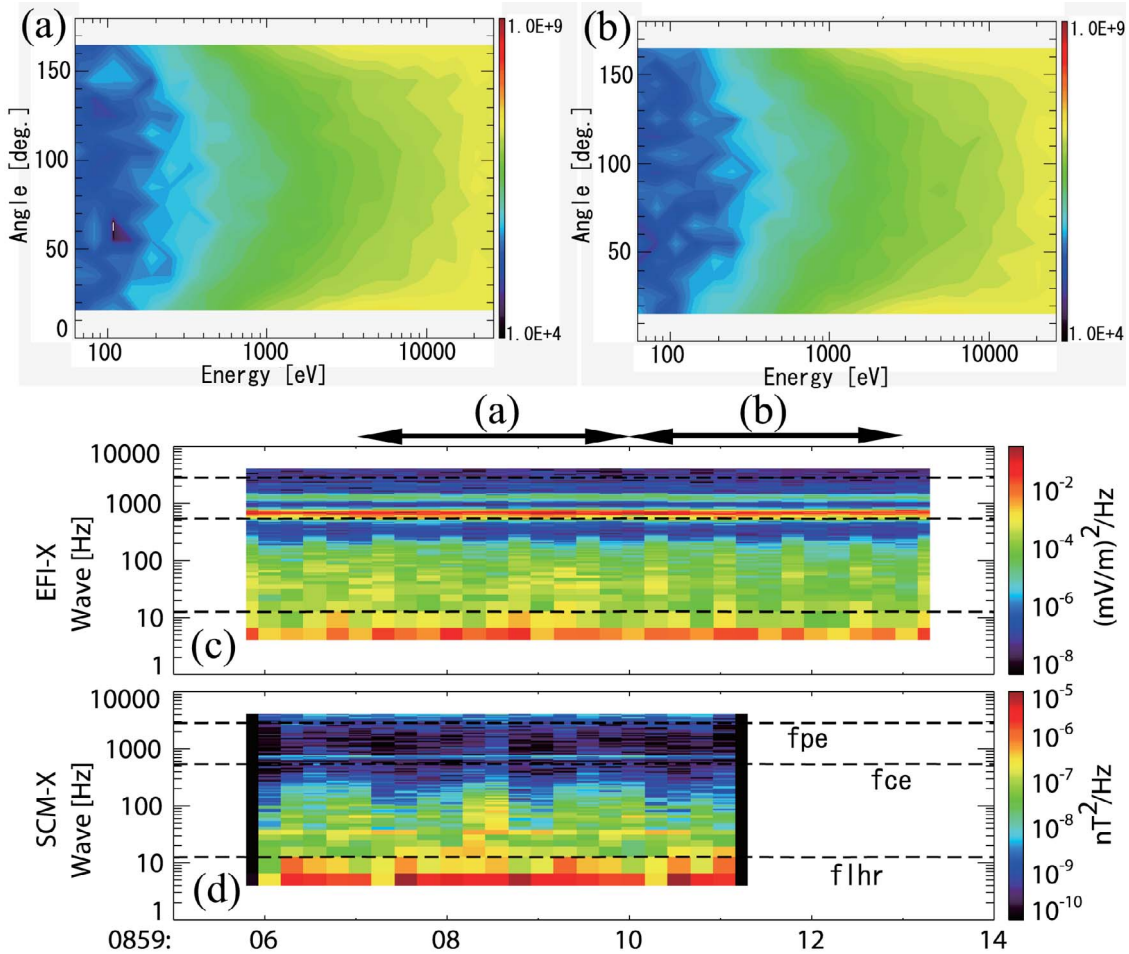 (a)
1.0E+9
1.0E+4
150
100
50
0
Angle [deg.]
100
1000
10000
Energy [eV]
(b)
1.0E+9
1.0E+4
150
100
50
Angle [deg.]
100
1000
10000
Energy [eV]
(a)
(b)
10000
1000
100
10
1
EFI-X
Wave [Hz]
(c)
10^-2
10^-4
10^-6
10^-8
(mV/m)^2/Hz
10000
1000
100
10
1
SCM-X
Wave [Hz]
(d)
fpe
fce
flhr
10^-5
10^-6
10^-7
10^-8
10^-9
10^-10
nT^2/Hz
0859:
06
08
10
12
14